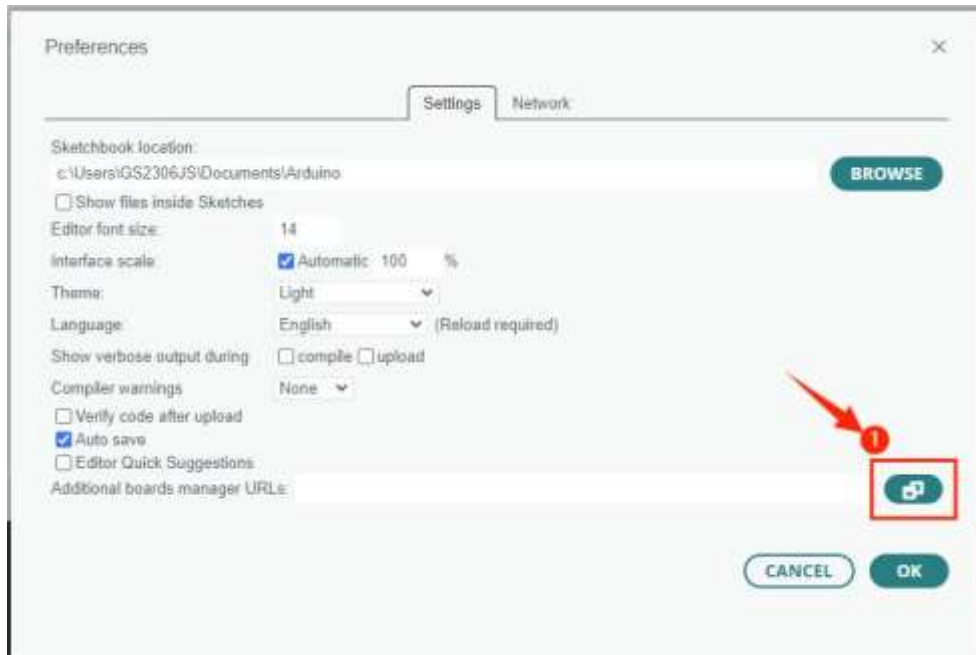 Preferences
Settings Network
Sketchbook location:
c:\Users\GS2306JS\Documents\Arduino
BROWSE
Show files inside Sketches
Editor font size: 14
Interface scale: Automatic 100 %
Theme: Light
Language: English (Reload required)
Show verbose output during compile upload
Compiler warnings None
Verify code after upload
Auto save
Editor Quick Suggestions
Additional boards manager URLs:
1
CANCEL OK